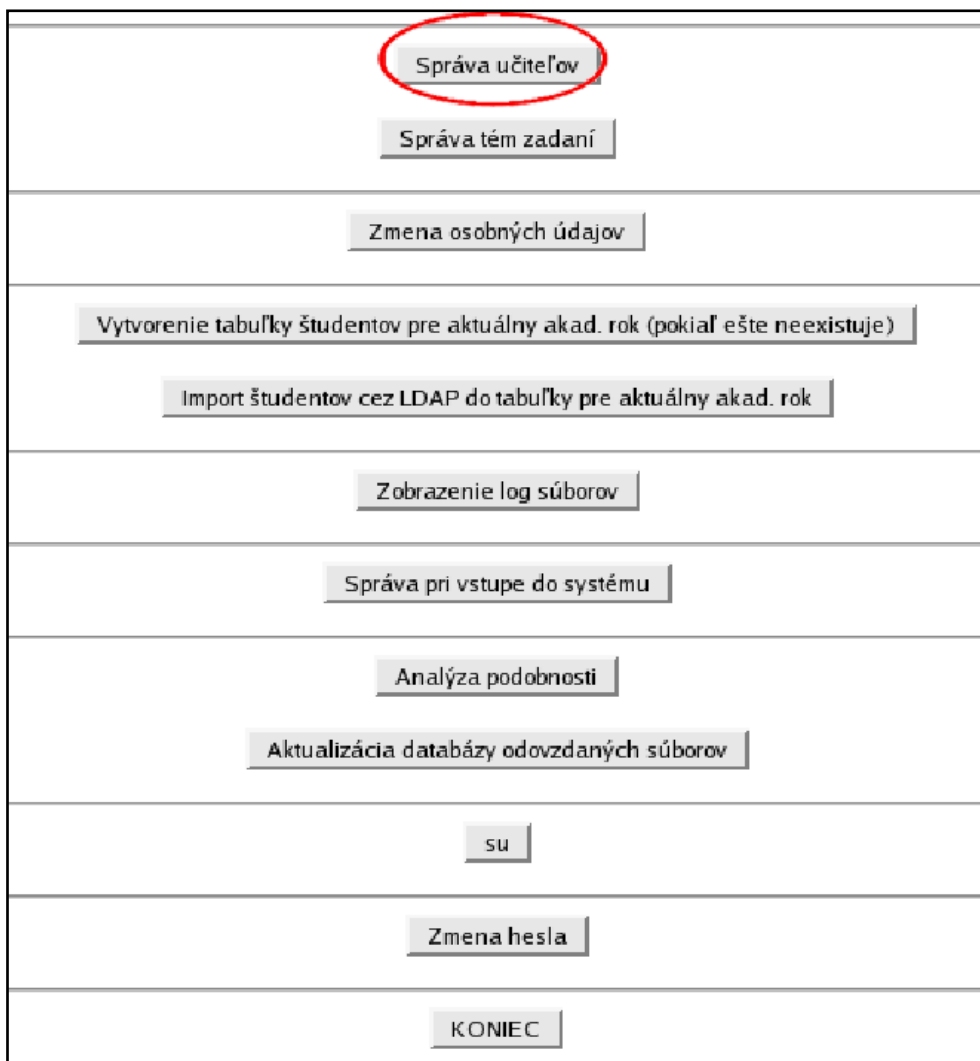 Správa učiteľov
Správa tém zadaní
Zmena osobných údajov
Vytvorenie tabuľky študentov pre aktuálny akad. rok (pokiaľ ešte neexistuje)
Import študentov cez LDAP do tabuľky pre aktuálny akad. rok
Zobrazenie log súborov
Správa pri vstupe do systému
Analýza podobnosti
Aktualizácia databázy odovzdaných súborov
su
Zmena hesla
KONIEC